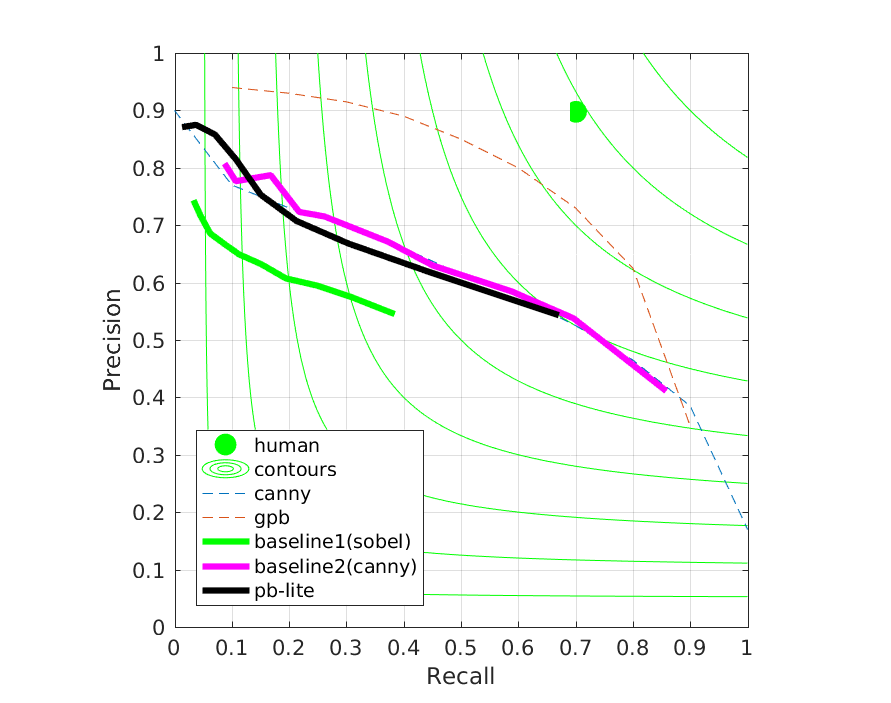 1
0.9
0.8
0.7
0.6
0.5
0.4
0.3
0.2
0.1
0
Precision
human
contours
canny
gpb
baseline1(sobel)
baseline2(canny)
pb-lite
0 0.1 0.2 0.3 0.4 0.5 0.6 0.7 0.8 0.9 1
Recall